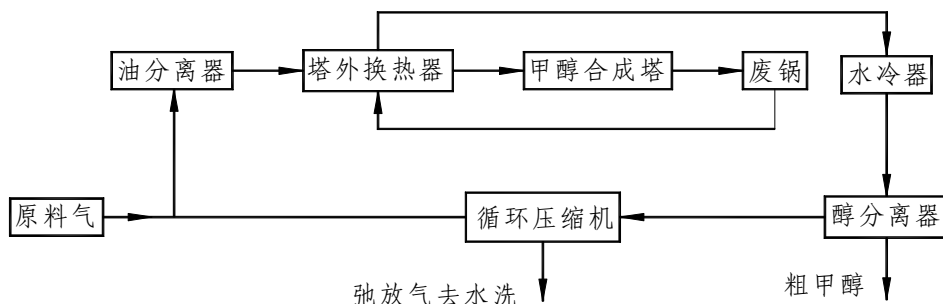 油分离器
塔外换热器
甲醇合成塔
废锅
水冷器
原料气
循环压缩机
醇分离器
弛放气去水洗
粗甲醇